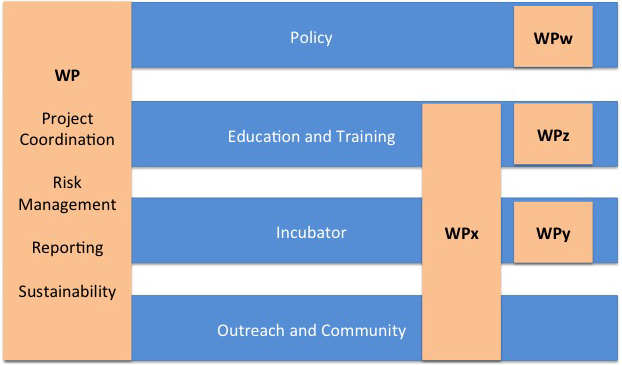 WP
Project
Coordination
Risk
Management
Reporting
Sustainability
Policy
WPw
Education and Training
WPz
Incubator
WPx
WPy
Outreach and Community